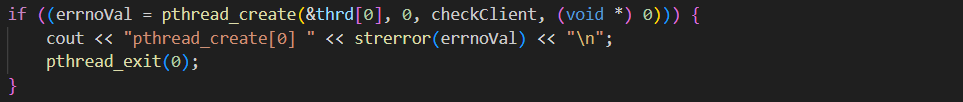 if ((errnoVal = pthread_create(&thrd[0], 0, checkClient, (void *) 0))) {
    cout << "pthread_create[0] " << strerror(errnoVal) << "\n";
    pthread_exit(0);
}